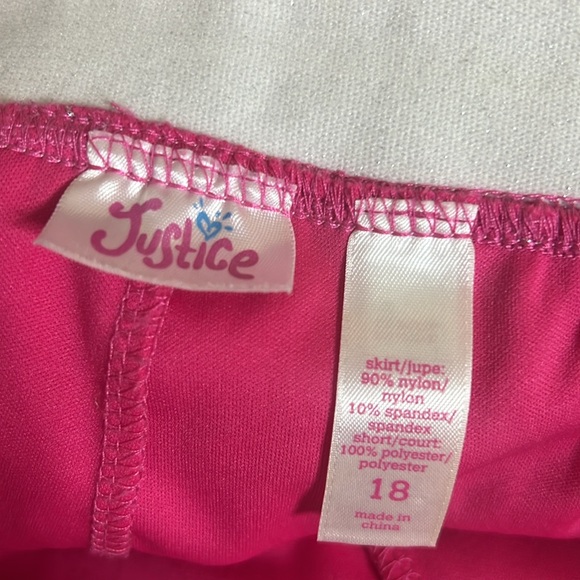 Justice
skirt/jupe:
90% nylon/
nylon
10% spandex/
spandex
short/court:
100% polyester/
polyester
18
made in
china